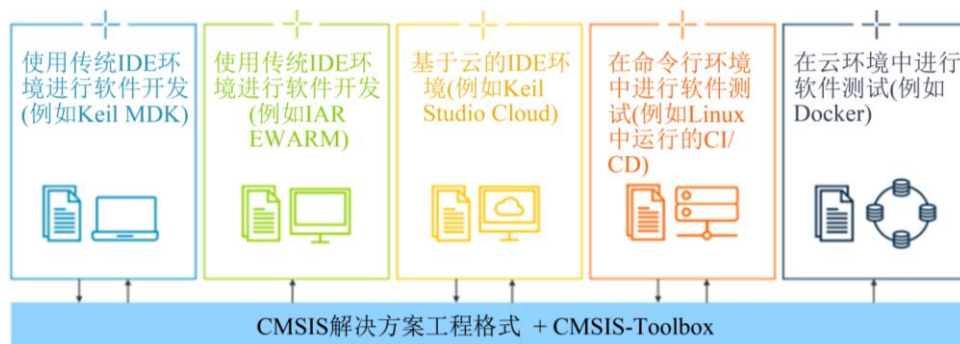 使用传统IDE环
境进行软件开发
(例如Keil MDK)
使用传统IDE环
境进行软件开发
(例如IAR
EWARM)
基于云的IDE环
境(例如Keil
Studio Cloud)
在命令行环境
中进行软件测
试(例如Linux
中运行的CI/
CD)
在云环境中进行
软件测试(例如
Docker)
CMSIS解决方案工程格式 + CMSIS-Toolbox